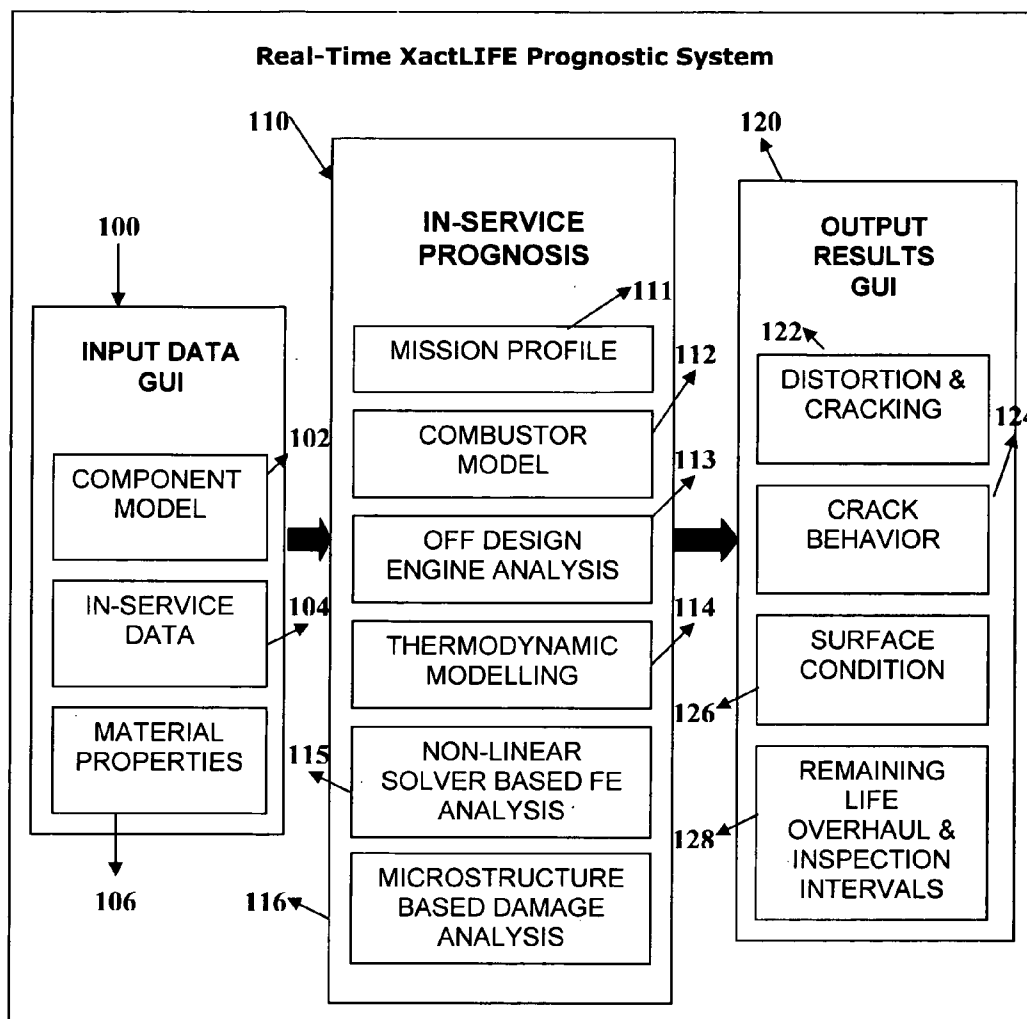 Real-Time XactLIFE Prognostic System
100
INPUT DATA
GUI
102
COMPONENT
MODEL
IN-SERVICE
DATA
104
MATERIAL
PROPERTIES
106
110
IN-SERVICE
PROGNOSIS
111
MISSION PROFILE
112
COMBUSTOR
MODEL
113
OFF DESIGN
ENGINE ANALYSIS
114
THERMODYNAMIC
MODELLING
115
NON-LINEAR
SOLVER BASED FE
ANALYSIS
116
MICROSTRUCTURE
BASED DAMAGE
ANALYSIS
120
OUTPUT
RESULTS
GUI
122
DISTORTION &
CRACKING
124
CRACK
BEHAVIOR
SURFACE
CONDITION
126
REMAINING
LIFE
OVERHAUL &
INSPECTION
INTERVALS
128